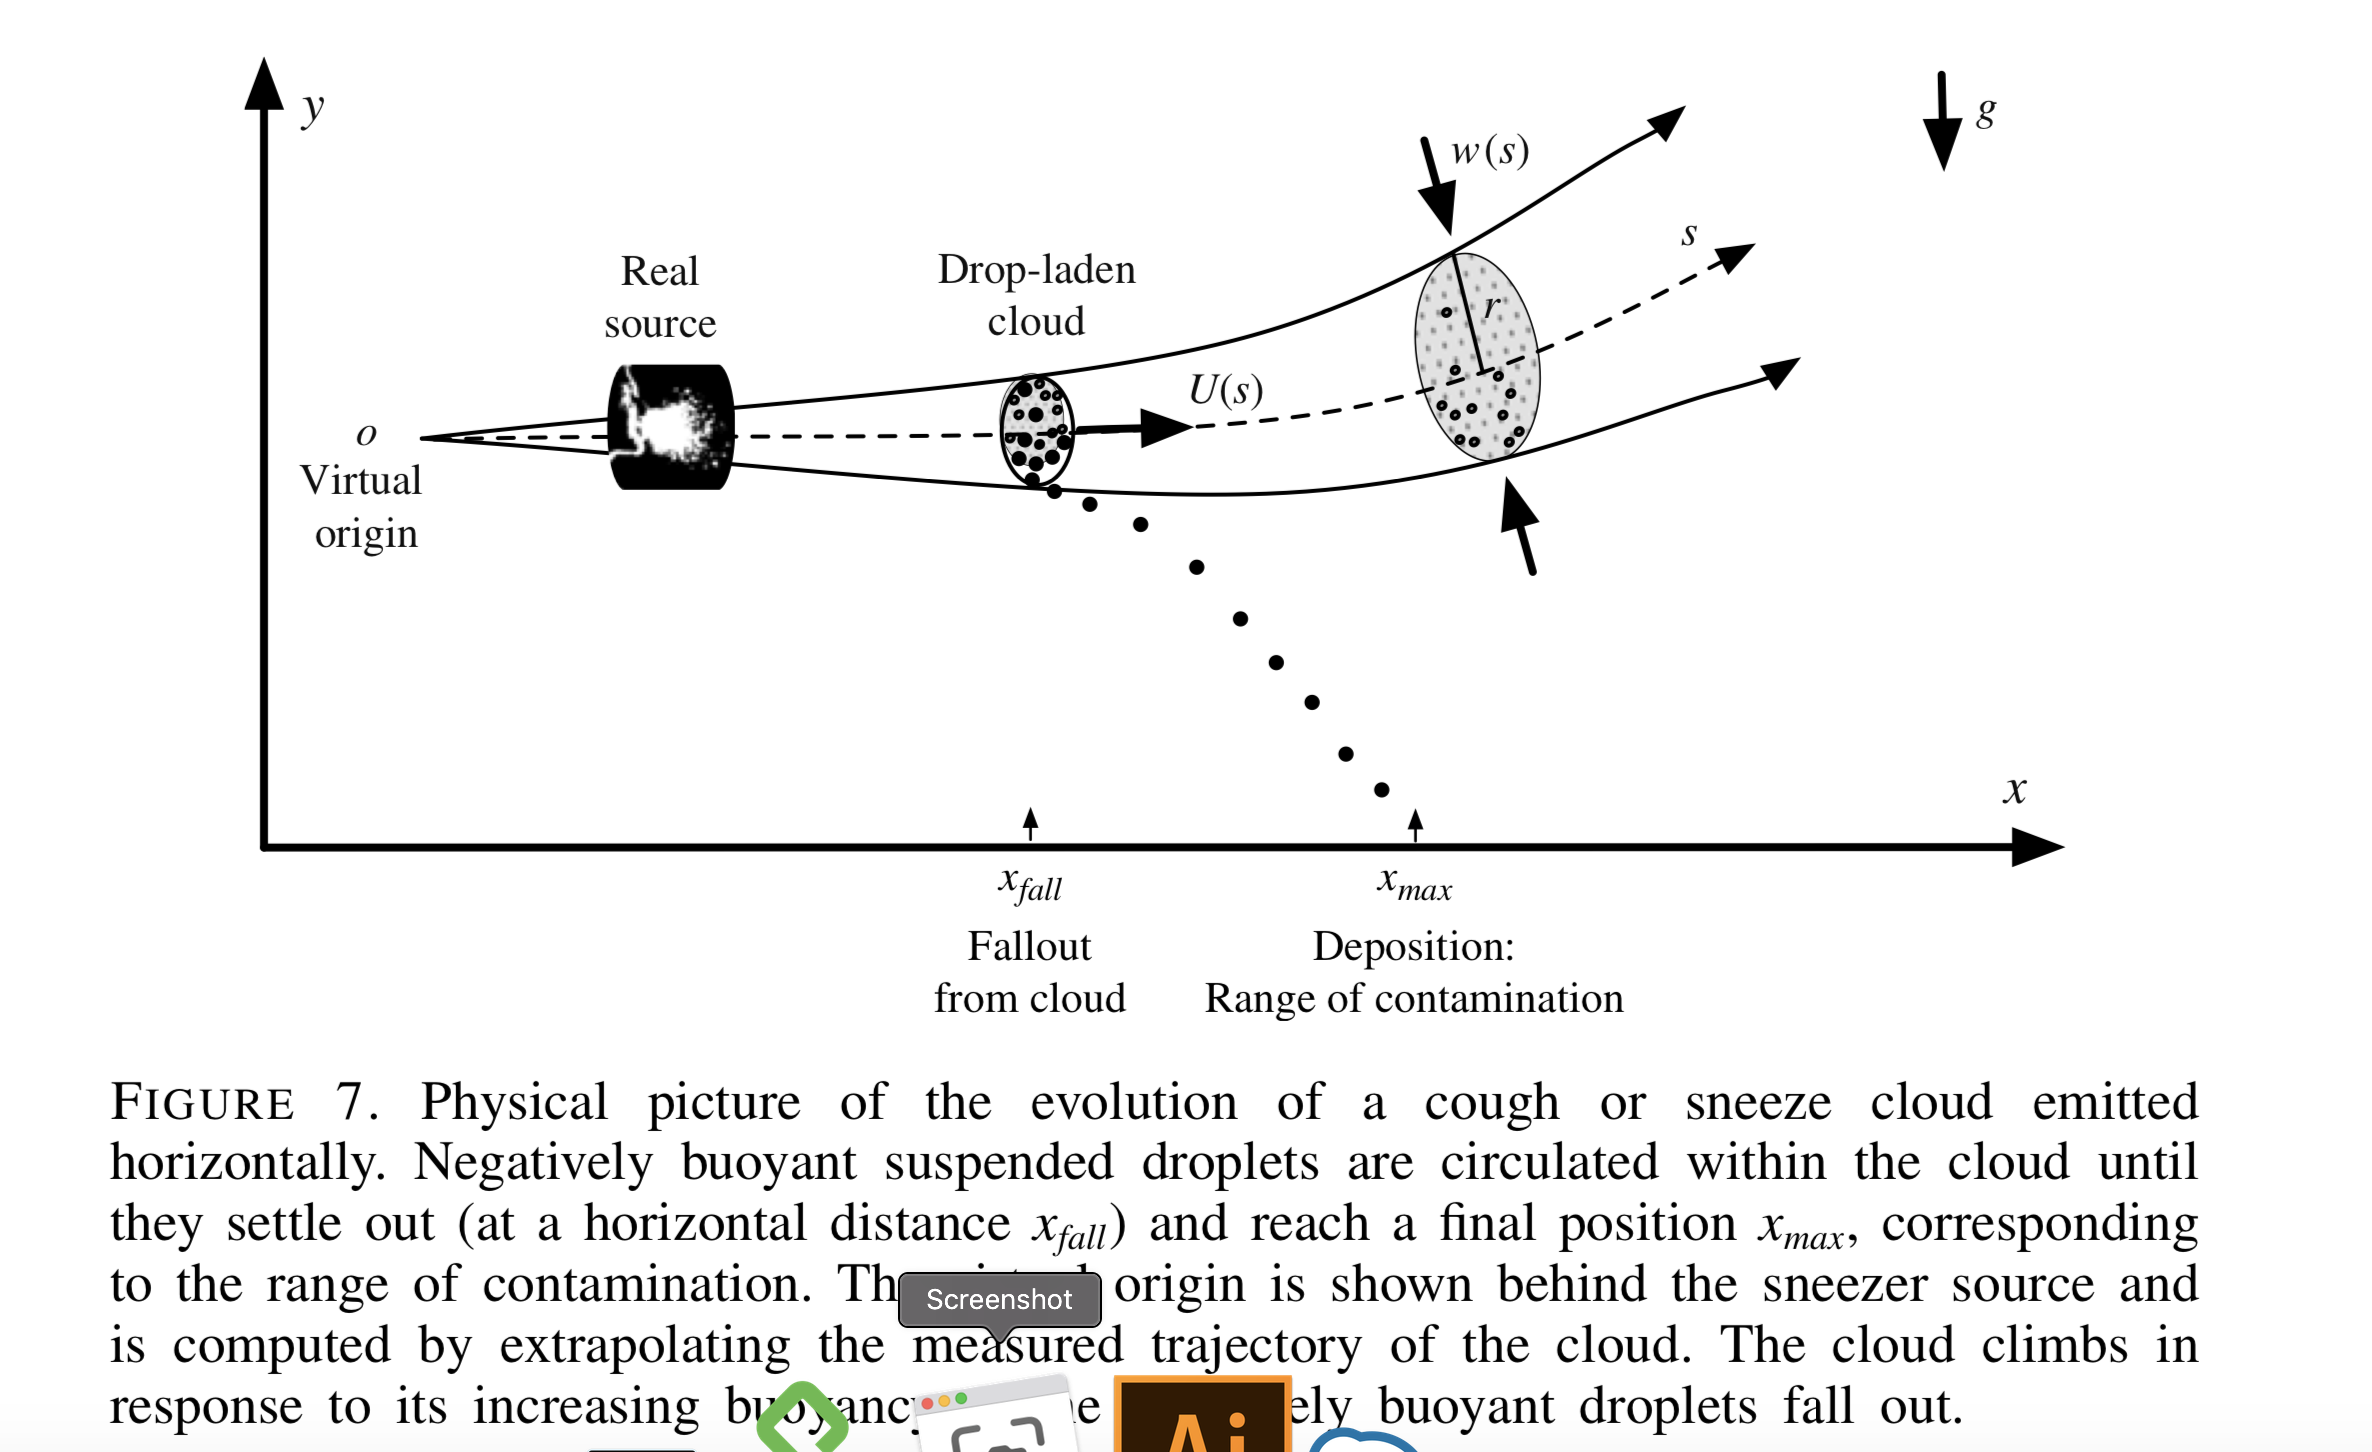 y
g
w(s)
s
Real
source
Drop-laden
cloud
r
U(s)
o
Virtual
origin
x
x_fall
x_max
Fallout
from cloud
Deposition:
Range of contamination
FIGURE 7. Physical picture of the evolution of a cough or sneeze cloud emitted
horizontally. Negatively buoyant suspended droplets are circulated within the cloud until
they settle out (at a horizontal distance x_fall) and reach a final position x_max, corresponding
to the range of contamination. Th origin is shown behind the sneezer source and
Screenshot
is computed by extrapolating the measured trajectory of the cloud. The cloud climbs in
response to its increasing buoyanc ely buoyant droplets fall out.
Ai